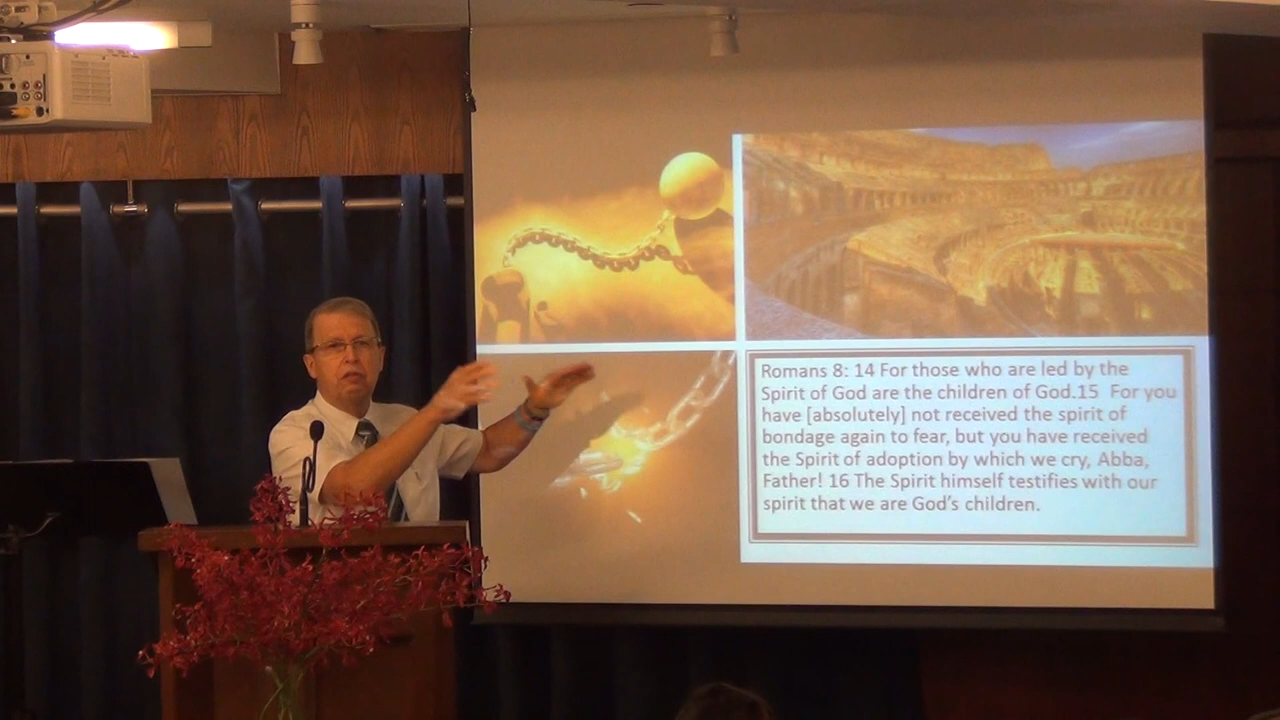 Romans 8: 14 For those who are led by the
Spirit of God are the children of God.15 For you
have [absolutely] not received the spirit of
bondage again to fear, but you have received
the Spirit of adoption by which we cry, Abba,
Father! 16 The Spirit himself testifies with our
spirit that we are God's children.